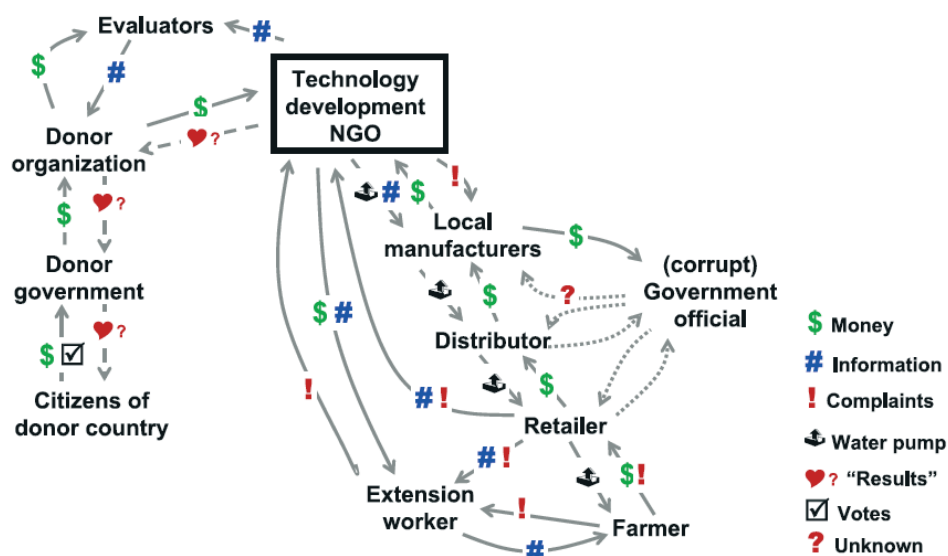 Evaluators
#
$
#
Technology
development
NGO
$
?
Donor
organization
# $ !
?
$
Local
manufacturers
$
Donor
government
(corrupt)
Government
official
?
$
$ #
$ Money
?
Distributor
$
# Information
Citizens of
donor country
$
!
# !
Retailer
! Complaints
# !
Water pump
$ !
Extension
worker
!
Farmer
? "Results"
#
Votes
? Unknown